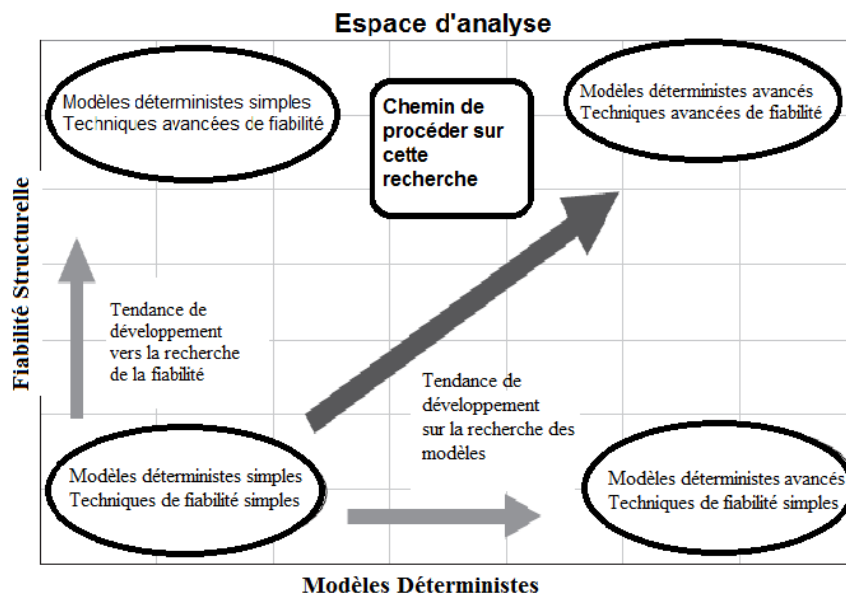 Espace d'analyse
Modèles déterministes simples
Techniques avancées de fiabilité
Chemin de
procéder sur
cette
recherche
Modèles déterministes avancés
Techniques avancées de fiabilité
Fiabilité Structurelle
Tendance de
développement
vers la recherche
de la fiabilité
Tendance de
développement
sur la recherche des
modèles
Modèles déterministes simples
Techniques de fiabilité simples
Modèles déterministes avancés
Techniques de fiabilité simples
Modèles Déterministes